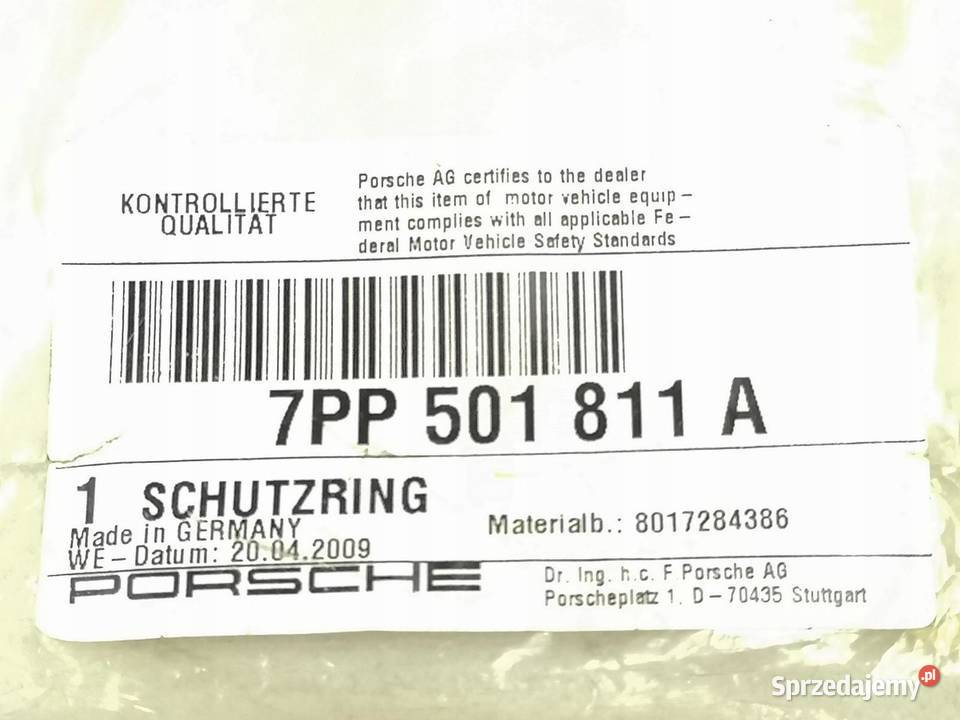 KONTROLLIERTE
QUALITAT
Porsche AG certifies to the dealer
that this item of motor vehicle equip-
ment complies with all applicable Fe-
deral Motor Vehicle Safety Standards
7PP 501 811 A
1 SCHUTZRING
Made in GERMANY
WE-Datum: 20.04.2009
Materialb.: 8017284386
PORSCHE
Dr. Ing. h.c. F. Porsche AG
Porscheplatz 1, D-70435 Stuttgart
Sprzedajemy.pl